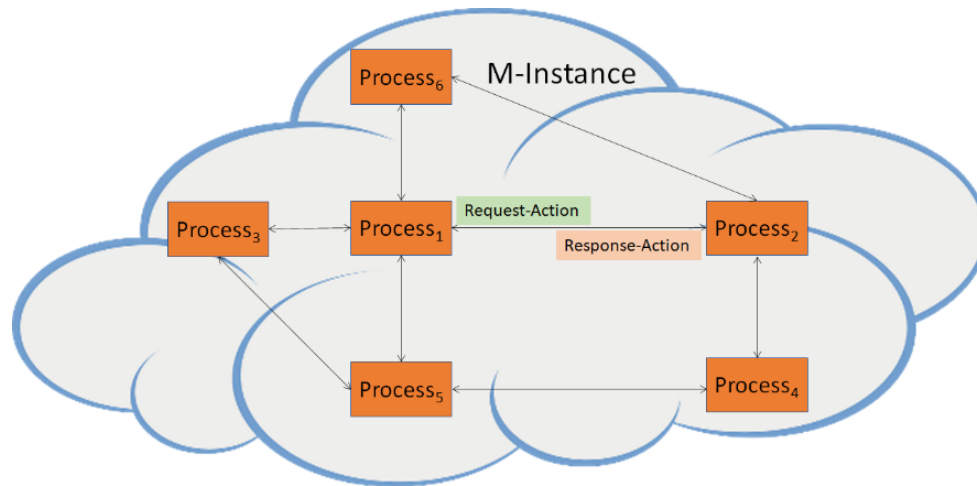 M-Instance
Process₆
Request-Action
Process₃
Process₁
Process₂
Response-Action
Process₅
Process₄